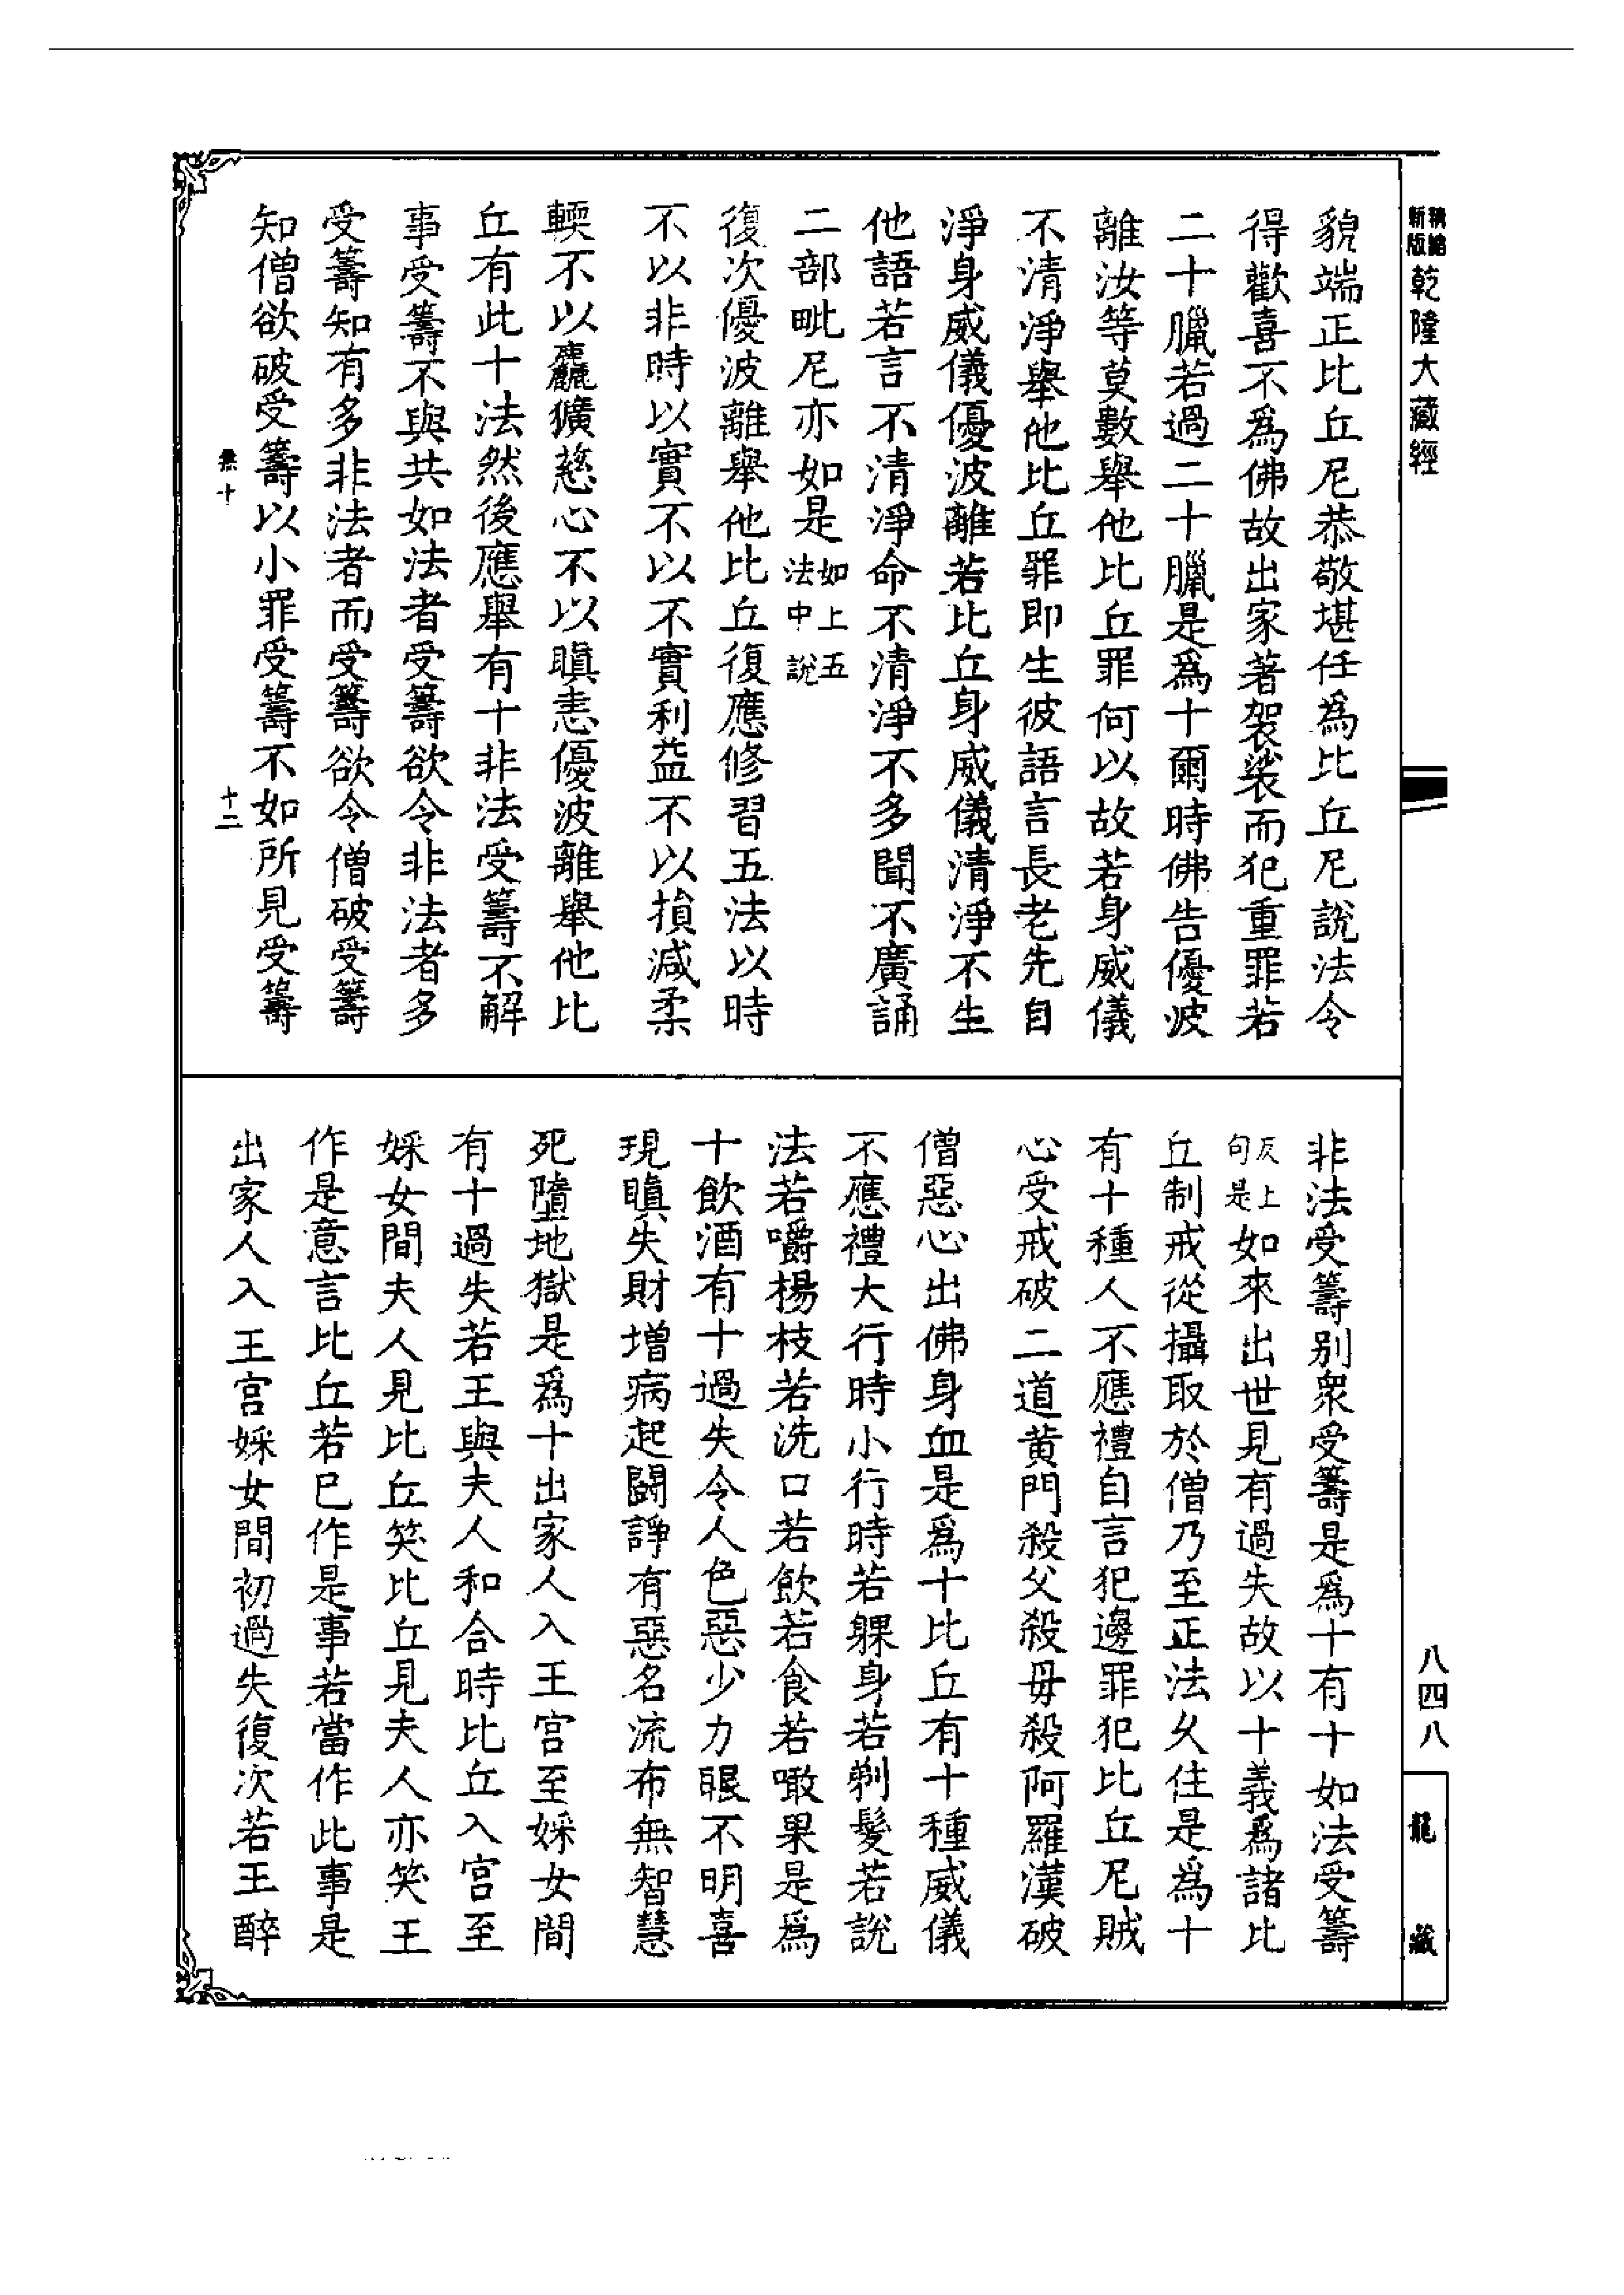 新版
精縮
乾隆大藏經
貌端正比丘尼恭敬堪任為比丘尼說法令
得歡喜不為佛故出家著袈裟而犯重罪若
二十臘若過二十臘是為十爾時佛告優波
離汝等莫數舉他比丘罪何以故若身威儀
不清淨舉他比丘罪即生彼語言長老先自
淨身威儀優波離若比丘身威儀清淨不生
他語若言不清淨命不清淨不多聞不廣誦
二部毗尼亦如是如上五法中說
復次優波離舉他比丘復應修習五法以時
不以非時以實不以不實利益不以損減柔
輭不以麤獷慈心不以瞋恚優波離舉他比
丘有此十法然後應舉有十非法受籌不解
事受籌不與共如法者受籌欲令非法者多
受籌知有多非法者而受籌欲令僧破受籌
知僧欲破受籌以小罪受籌不如所見受籌
十
十二
非法受籌别衆受籌是為十有十如法受籌
反上句是如來出世見有過失故以十義爲諸比
丘制戒從攝取於僧乃至正法久住是為十
有十種人不應禮自言犯邊罪犯比丘尼賊
心受戒破二道黃門殺父殺毋殺阿羅漢破
僧惡心出佛身血是爲十比丘有十種威儀
不應禮大行時小行時若躶身若剃髮若說
法若嚼楊枝若洗口若飲若食若噉果是爲
十飲酒有十過失令人色惡少力眼不明喜
現瞋失財增病起鬪諍有惡名流布無智慧
死墮地獄是爲十出家人入王宫至婇女間
有十過失若王與夫人和合時比丘入宫至
婇女間夫人見比丘笑比丘見夫人亦笑王
作是意言比丘若巳作是事若當作此事是
出家人入王宫婇女間初過失復次若王醉
八四八
龍藏